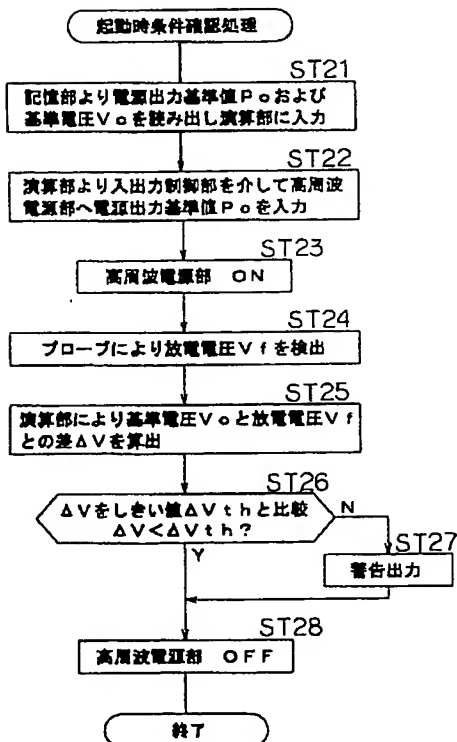 起動時条件確認処理
ST21
記憶部より電源出力基準値Poおよび
基準電圧Voを読み出し演算部に入力
ST22
演算部より入出力制御部を介して高周波
電源部へ電源出力基準値Poを入力
ST23
高周波電源部 ON
ST24
プローブにより放電電圧Vfを検出
ST25
演算部により基準電圧Voと放電電圧Vf
との差ΔVを算出
ST26
ΔVをしきい値ΔVthと比較
ΔV<ΔVth?
N
Y
ST27
警告出力
ST28
高周波電源部 OFF
終了